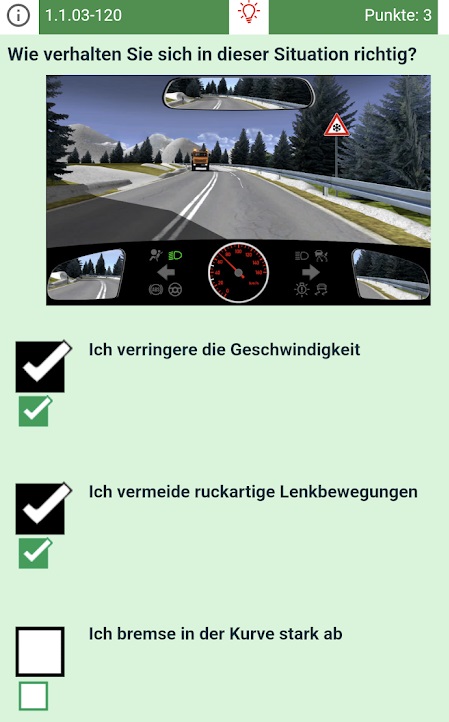 1.1.03-120
Punkte: 3
Wie verhalten Sie sich in dieser Situation richtig?
Ich verringere die Geschwindigkeit
Ich vermeide ruckartige Lenkbewegungen
Ich bremse in der Kurve stark ab